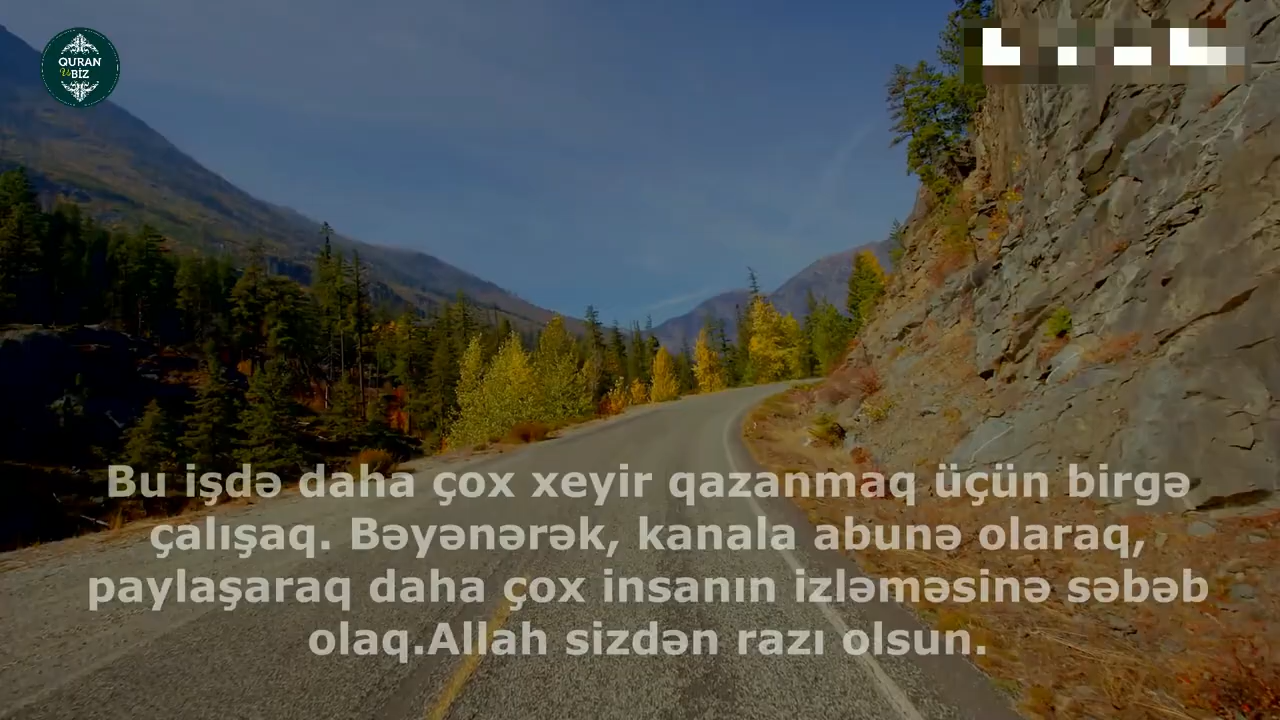 QURAN
və BİZ
Bu işdə daha çox xeyir qazanmaq üçün birgə
çalışaq. Bəyənərək, kanala abunə olaraq,
paylaşaraq daha çox insanın izləməsinə səbəb
olaq.Allah sizdən razı olsun.